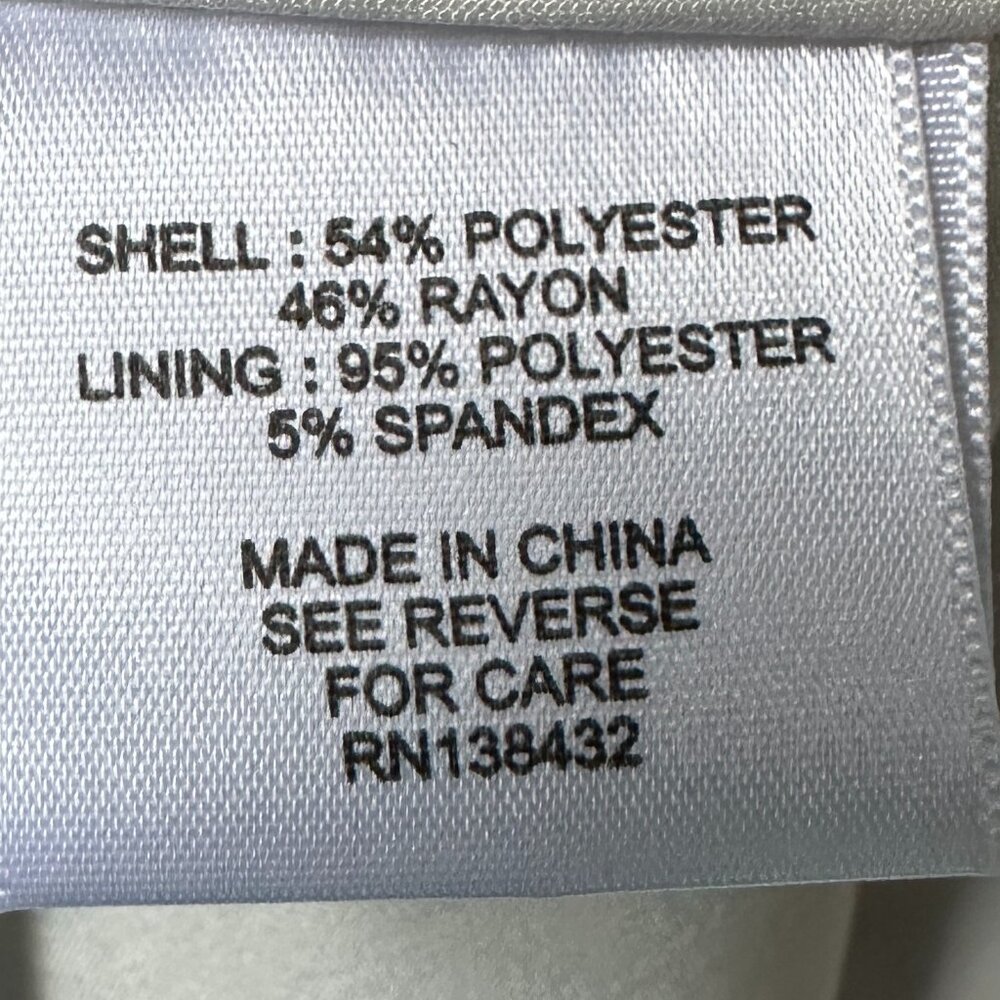 SHELL : 54% POLYESTER
46% RAYON
LINING : 95% POLYESTER
5% SPANDEX
MADE IN CHINA
SEE REVERSE
FOR CARE
RN138432